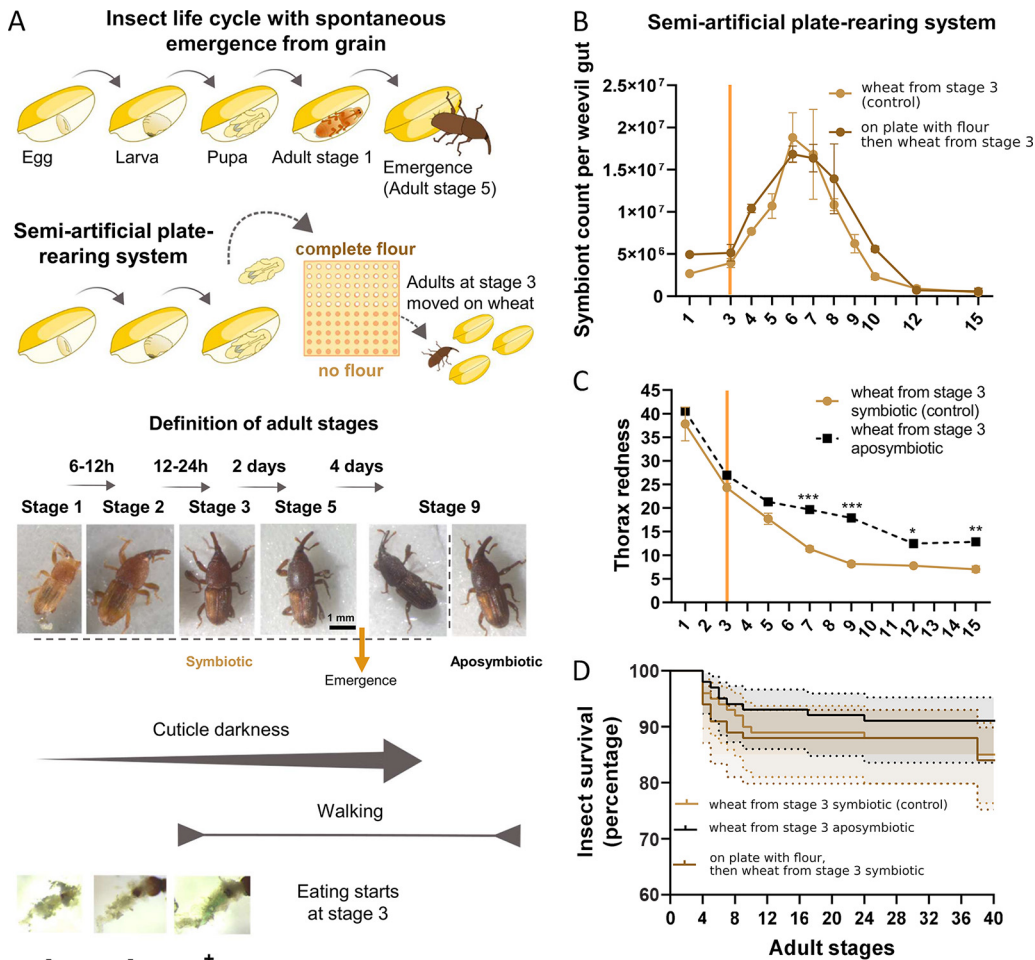 A
Insect life cycle with spontaneous
emergence from grain
Egg
Larva
Pupa
Adult stage 1
Emergence
(Adult stage 5)
Semi-artificial plate-
rearing system
complete flour
no flour
Adults at stage 3
moved on wheat
Definition of adult stages
6-12h
12-24h
2 days
4 days
Stage 1
Stage 2
Stage 3
Stage 5
Stage 9
1 mm
Symbiotic
Aposymbiotic
Emergence
Cuticle darkness
Walking
Eating starts
at stage 3
- - +
B
Semi-artificial plate-rearing system
Symbiont count per weevil gut
2.5×10⁷
2×10⁷
1.5×10⁷
1×10⁷
5×10⁶
0
1 3 4 5 6 7 8 9 10 12 15
wheat from stage 3
(control)
on plate with flour
then wheat from stage 3
C
Thorax redness
45
40
35
30
25
20
15
10
5
0
1 2 3 4 5 6 7 8 9 10 11 12 13 14 15
wheat from stage 3
symbiotic (control)
wheat from stage 3
aposymbiotic
*** *** * **
D
Insect survival
(percentage)
100
90
80
70
60
0 4 8 12 16 20 24 28 32 36 40
wheat from stage 3 symbiotic (control)
wheat from stage 3 aposymbiotic
on plate with flour,
then wheat from stage 3 symbiotic
Adult stages